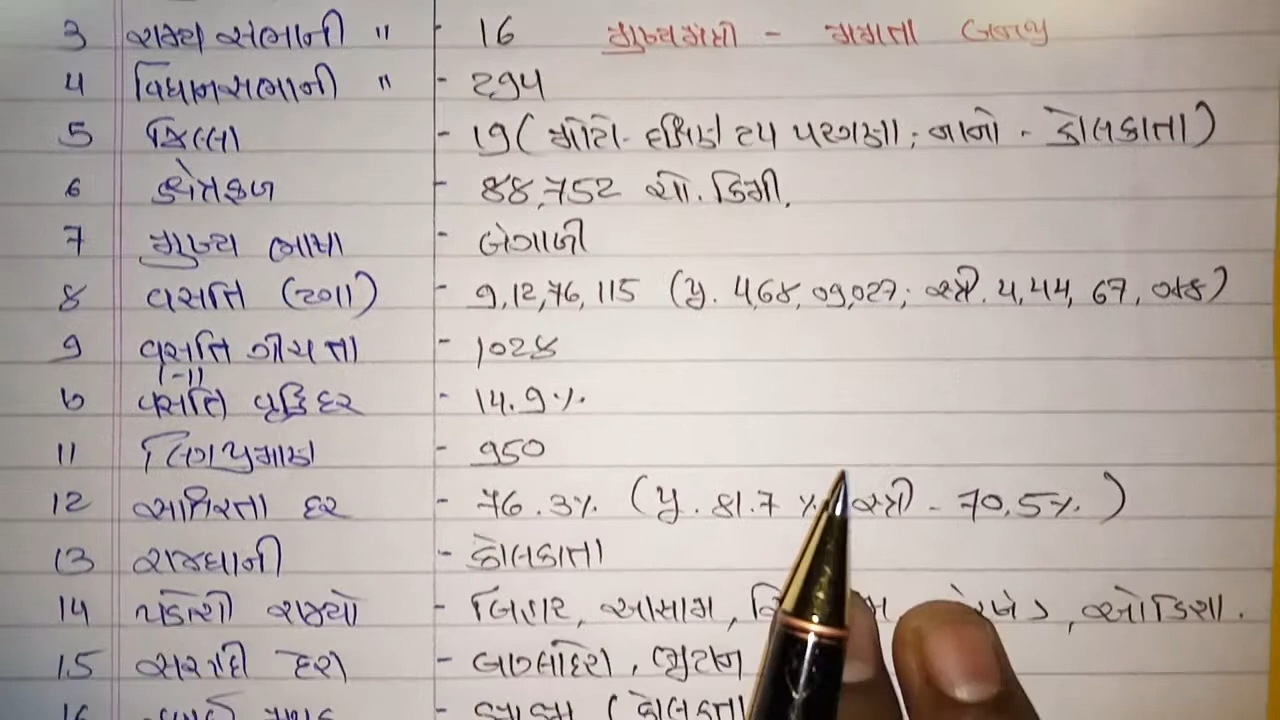 3 રાજ્ય સભાની " - 16 મુખ્યમંત્રી - મમતા બેનર્જી
4 વિધાનસભાની " - 294
5 જિલ્લા - 19 (મોટો - દક્ષિણ 24 પરગણા; નાનો - કોલકાતા)
6 ક્ષેત્રફળ - 88,752 ચો. કિમી.
7 મુખ્ય ભાષા - બંગાળી
8 વસતિ (2011) - 9,12,76,115 (પુ. 4,68,09,027; સ્ત્રી. 4,44,67,088)
9 વસતિ ગીચતા - 1028
10 વસતિ વૃદ્ધિદર - 14.9%
11 લિંગપ્રમાણ - 950
12 સાક્ષરતા દર - 76.3% (પુ. 81.7% સ્ત્રી - 70.5%)
13 રાજધાની - કોલકાતા
14 પડોશી રાજ્યો - બિહાર, આસામ, ઓડિશા.
15 સરહદી દેશ - બાંગ્લાદેશ, ભુટાન
16